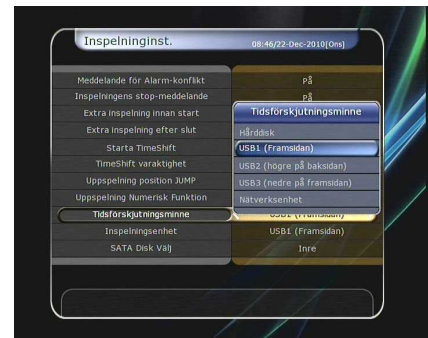 Inspelninginst.
08:46/22-Dec-2010(Ons)
Meddelande för Alarm-konflikt
På
Inspelningens stop-meddelande
På
Extra inspelning innan start
Extra inspelning efter slut
Starta TimeShift
TimeShift varaktighet
Uppspelning position JUMP
Uppspelning Numerisk Funktion
Tidsförskjutningsminne
USB1 (Framsidan)
Inspelningsenhet
USB1 (Framsidan)
SATA Disk Välj
Inre
Tidsförskjutningsminne
Hårddisk
USB1 (Framsidan)
USB2 (högre på baksidan)
USB3 (nedre på framsidan)
Nätverksenhet